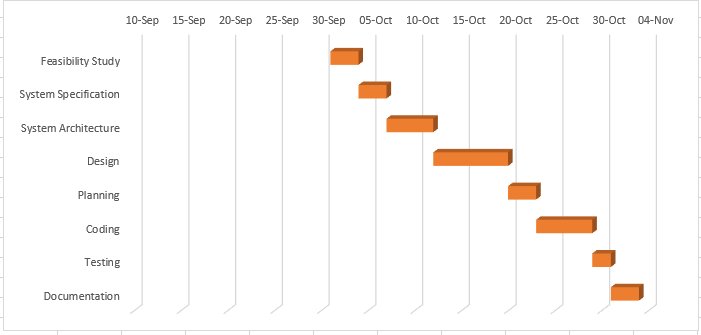 10-Sep 15-Sep 20-Sep 25-Sep 30-Sep 05-Oct 10-Oct 15-Oct 20-Oct 25-Oct 30-Oct 04-Nov
Feasibility Study
System Specification
System Architecture
Design
Planning
Coding
Testing
Documentation